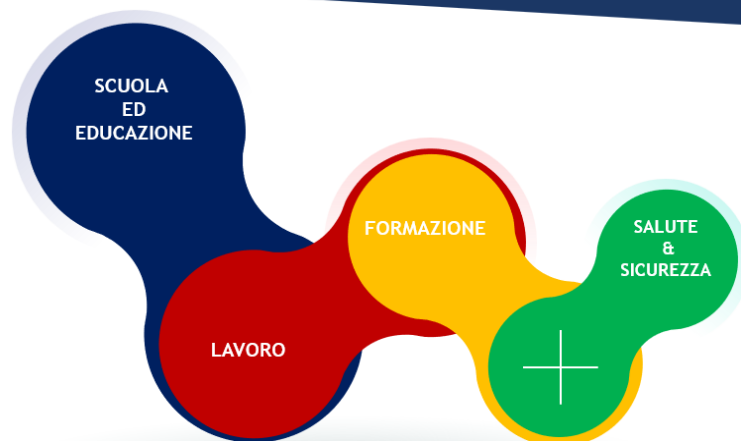 SCUOLA
ED
EDUCAZIONE
LAVORO
FORMAZIONE
SALUTE
&
SICUREZZA